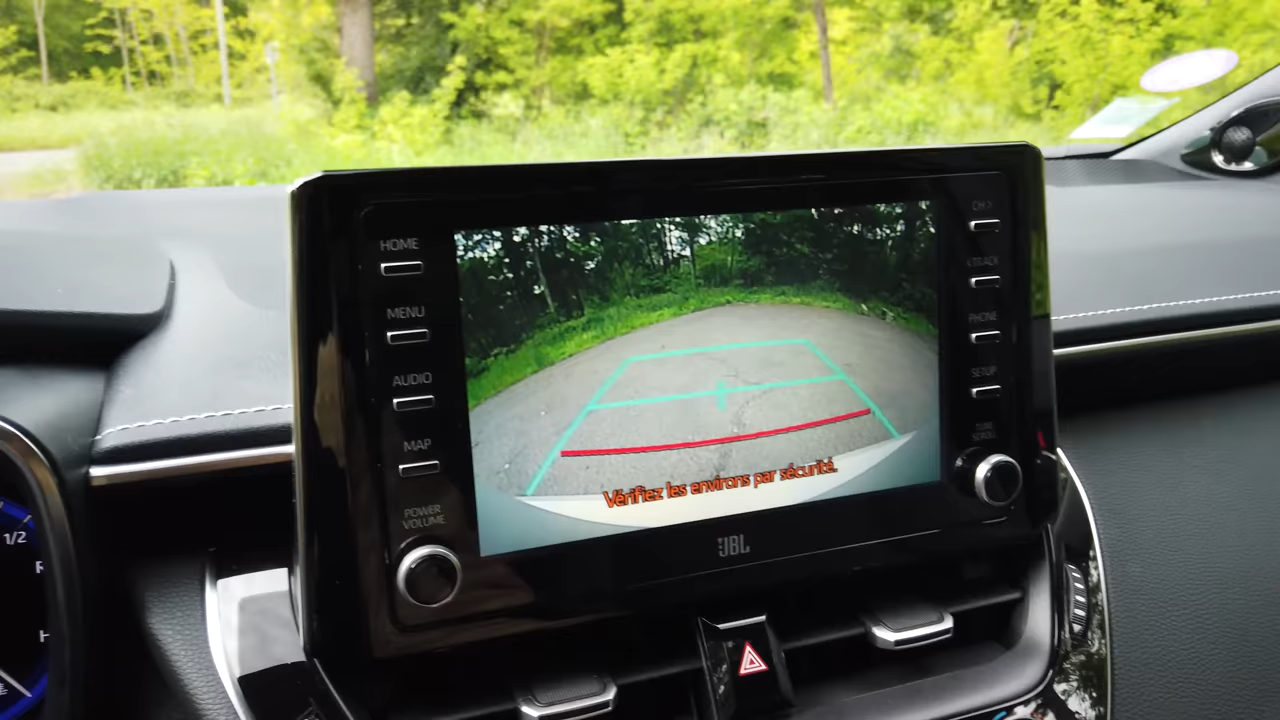 HOME
MENU
AUDIO
MAP
POWER
VOLUME
CH >
< TRACK
PHONE
SETUP
TUNE
SCROLL
Vérifiez les environs par sécurité.
JBL
1/2
R
H